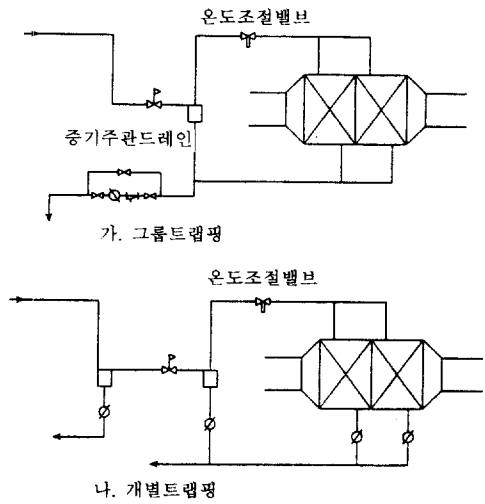 온도조절밸브
증기주관드레인
가. 그룹트랩핑
온도조절밸브
나. 개별트랩핑